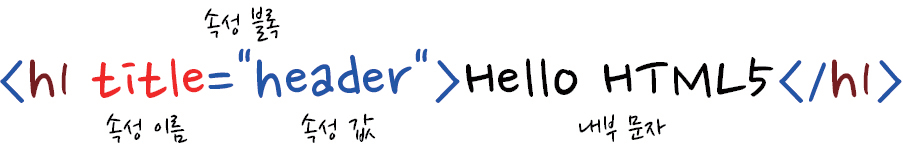 속성 블록
<h1 title="header">Hello HTML5</h1>
속성 이름 속성 값 내부 문자